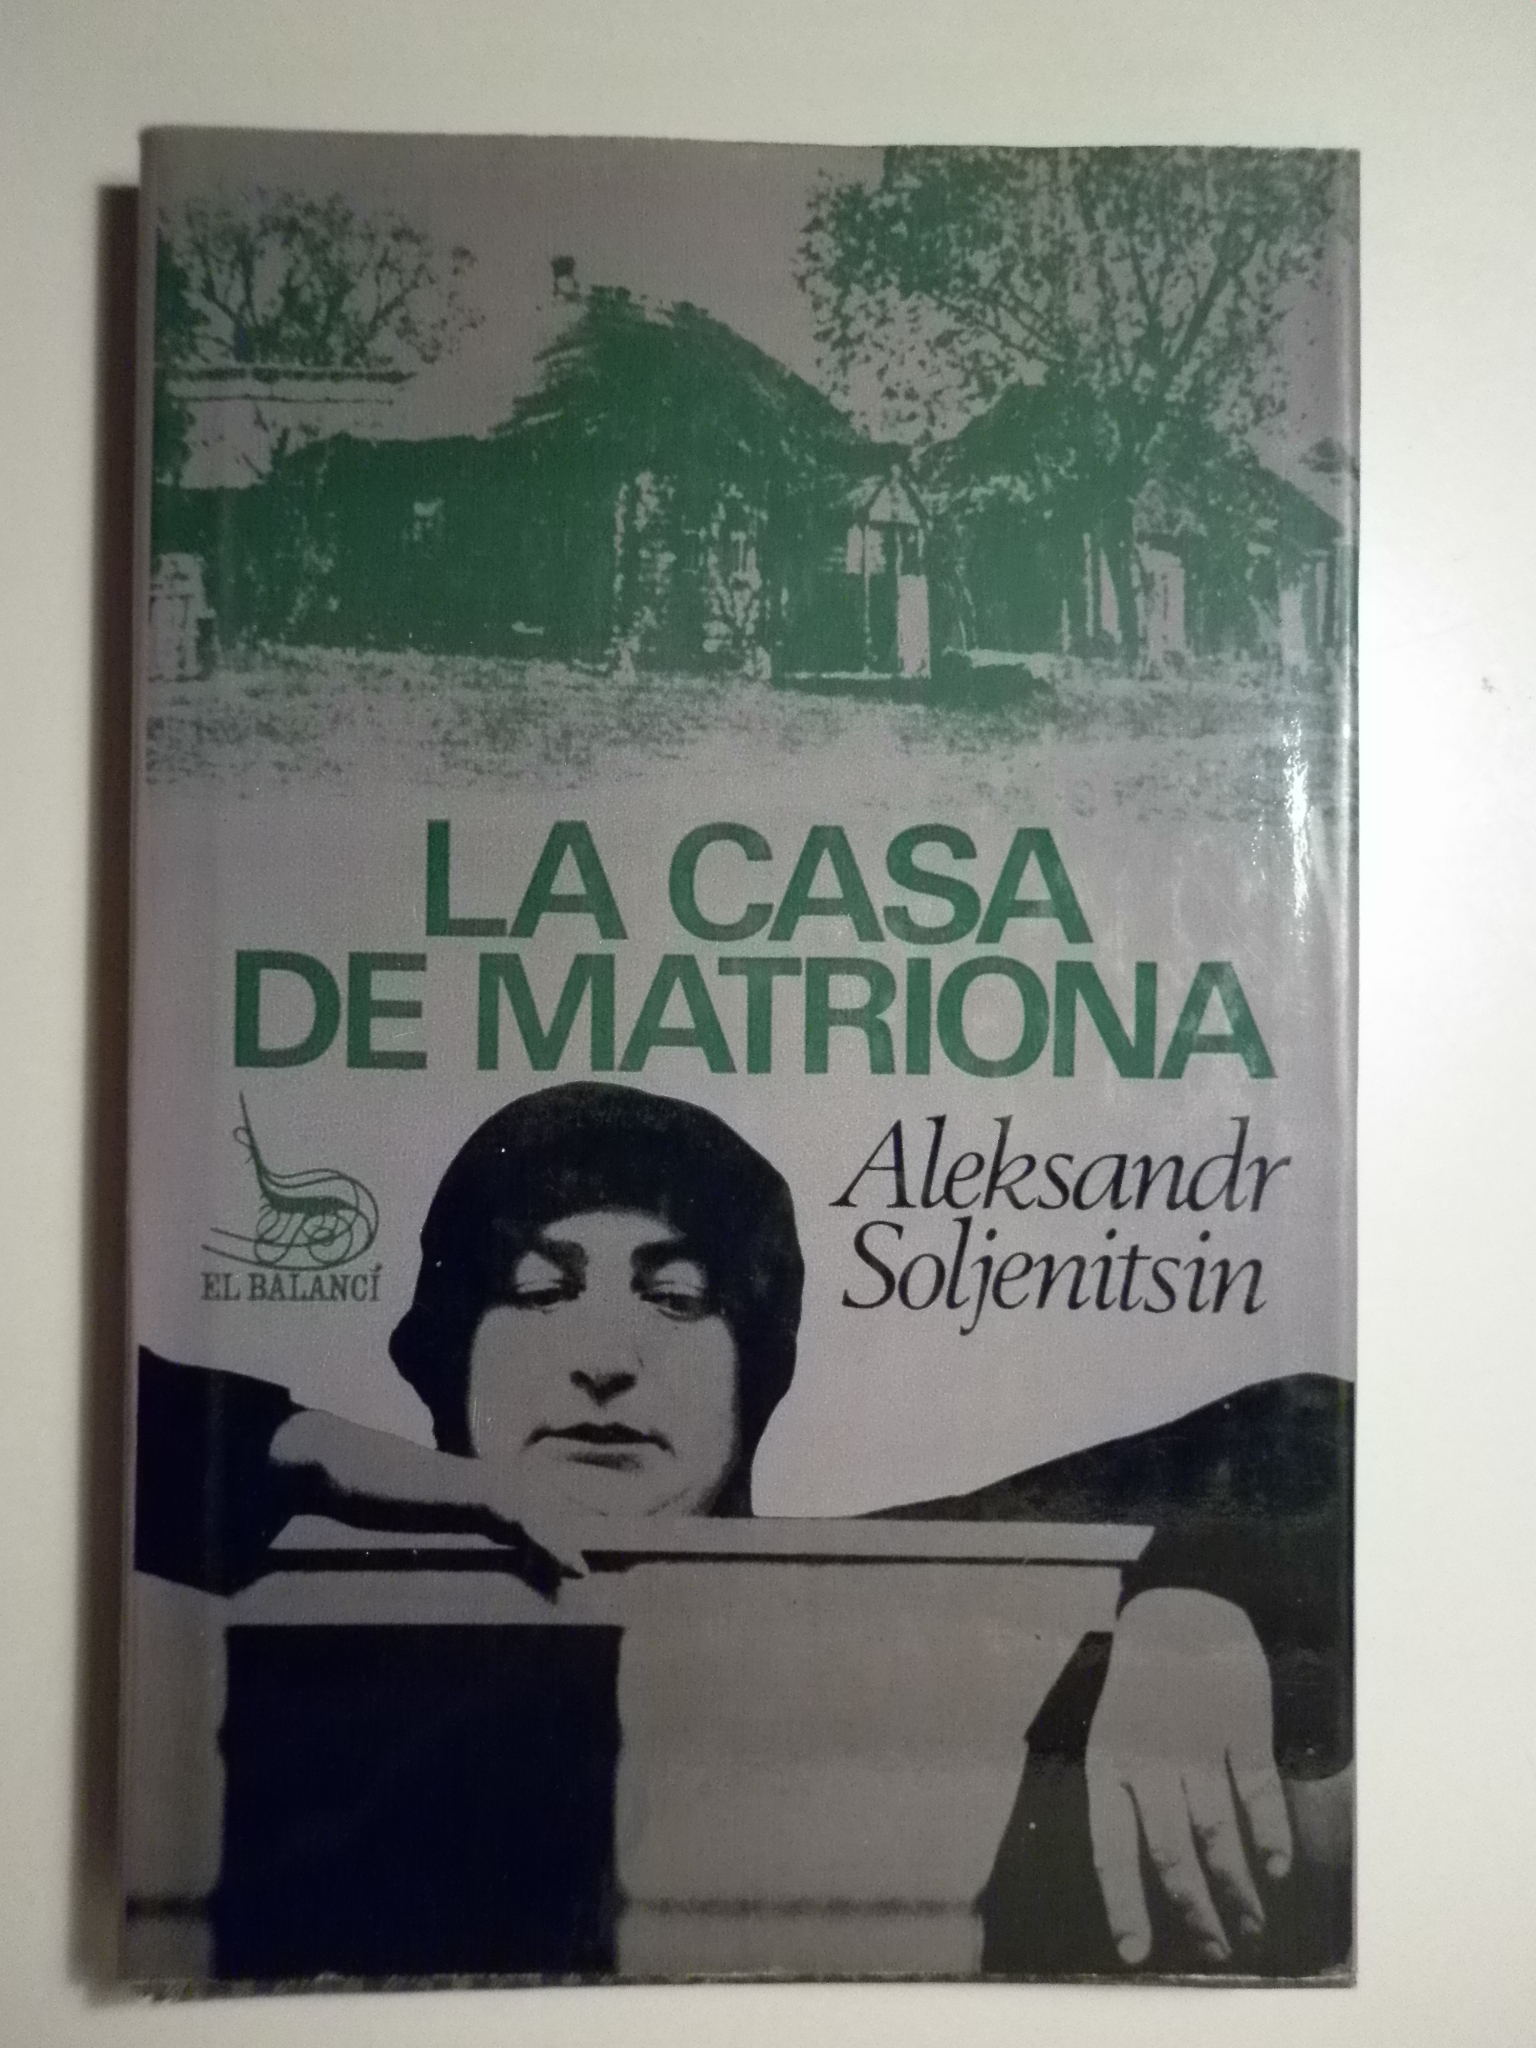 LA CASA
DE MATRIONA
Aleksandr
Soljenitsin
EL BALANCÍ